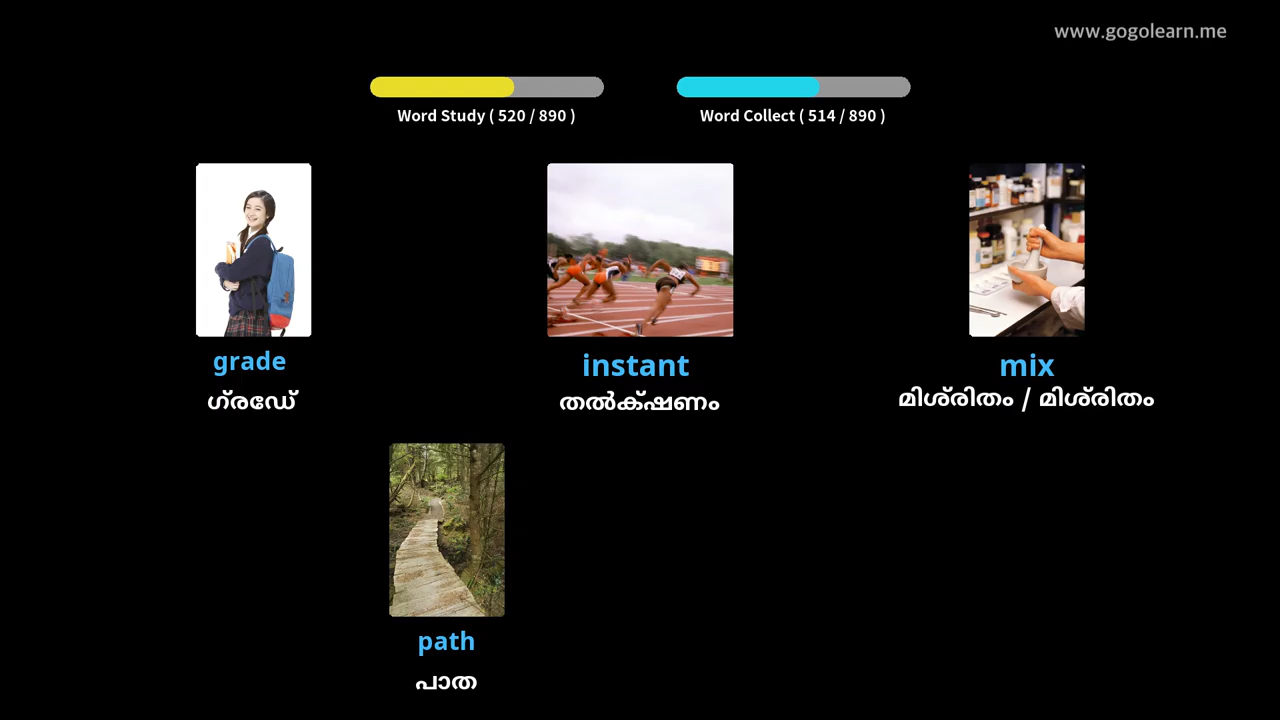 www.gogolearn.me
Word Study ( 520 / 890 )
Word Collect ( 514 / 890 )
grade
ഗ്രഡേ്
instant
തൽക്ഷണം
mix
മിശ്രിതം / മിശ്രിതം
path
പാത